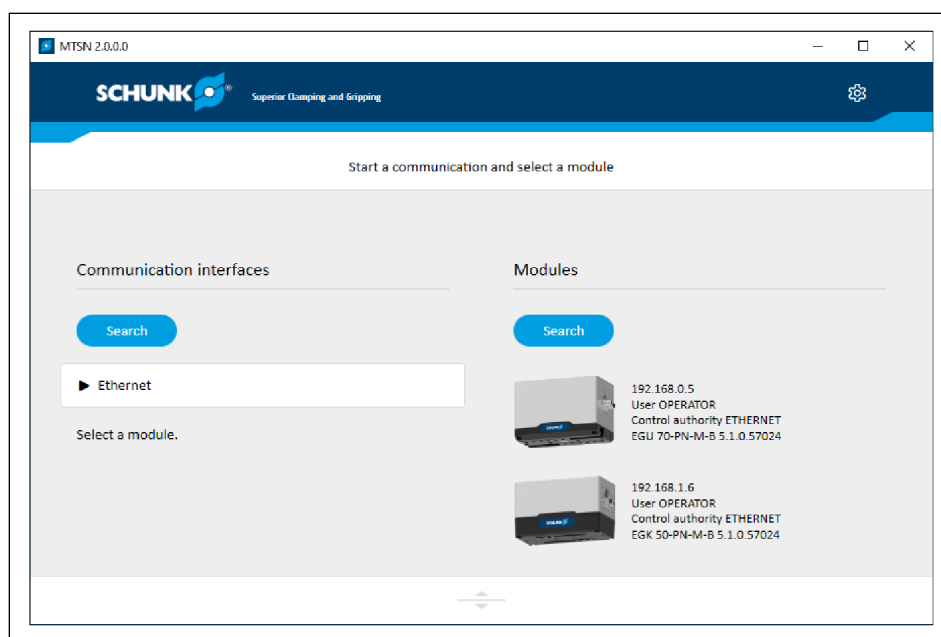 MTSN 2.0.0.0
SCHUNK ®
Superior Clamping and Gripping
Start a communication and select a module
Communication interfaces
Search
Ethernet
Select a module.
Modules
Search
192.168.0.5
User OPERATOR
Control authority ETHERNET
EGU 70-PN-M-B 5.1.0.57024
SCHUNK
192.168.1.6
User OPERATOR
Control authority ETHERNET
EGK 50-PN-M-B 5.1.0.57024
SCHUNK